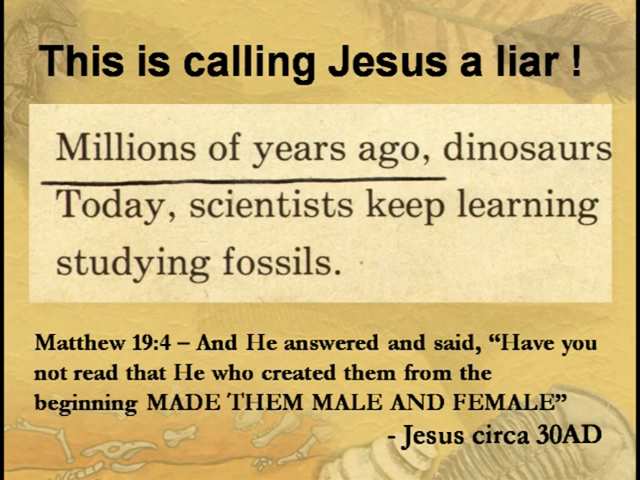 This is calling Jesus a liar !
Millions of years ago, dinosaurs
Today, scientists keep learning
studying fossils.
Matthew 19:4 – And He answered and said, “Have you
not read that He who created them from the
beginning MADE THEM MALE AND FEMALE”
- Jesus circa 30AD